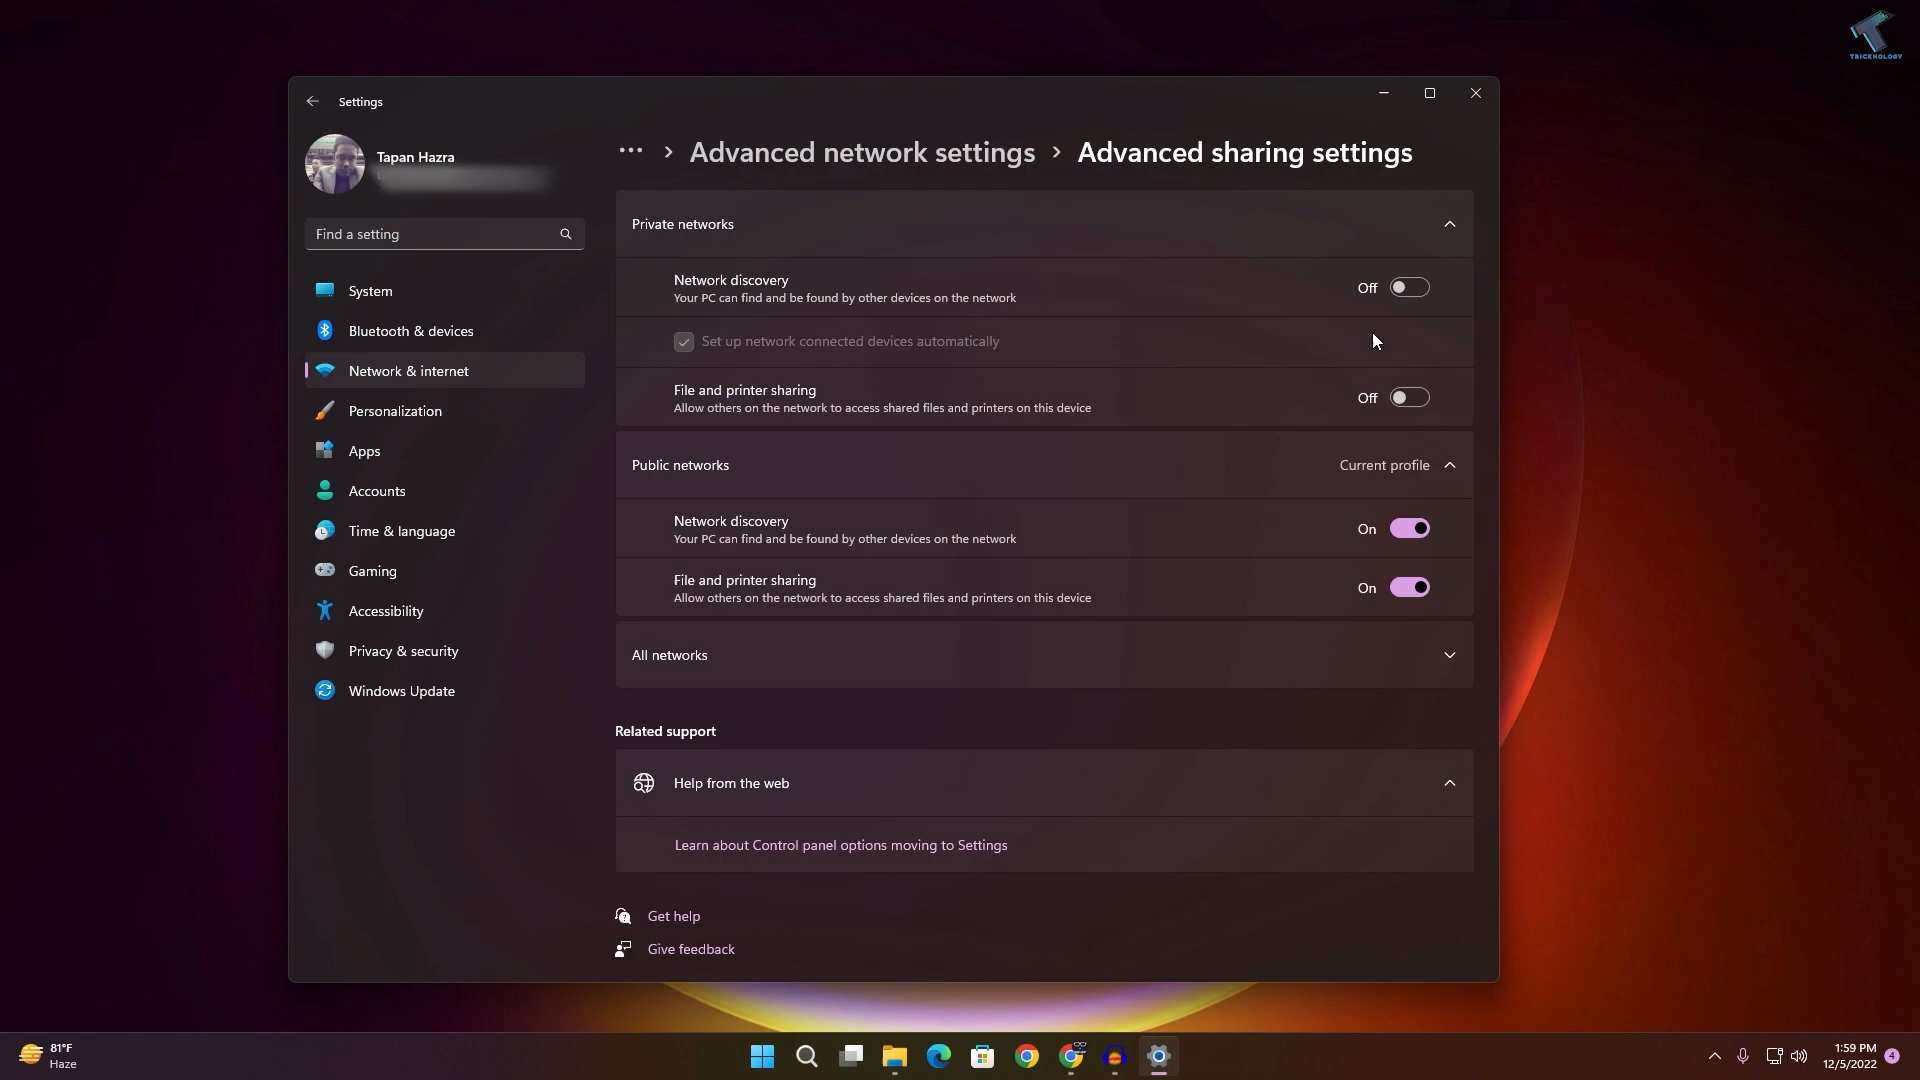 TRICKNOLOGY
Settings
Tapan Hazra
Find a setting
System
Bluetooth & devices
Network & internet
Personalization
Apps
Accounts
Time & language
Gaming
Accessibility
Privacy & security
Windows Update
Advanced network settings > Advanced sharing settings
Private networks
Network discovery
Your PC can find and be found by other devices on the network
Off
Set up network connected devices automatically
File and printer sharing
Allow others on the network to access shared files and printers on this device
Off
Public networks
Current profile
Network discovery
Your PC can find and be found by other devices on the network
On
File and printer sharing
Allow others on the network to access shared files and printers on this device
On
All networks
Related support
Help from the web
Learn about Control panel options moving to Settings
Get help
Give feedback
81°F
Haze
1:59 PM
12/5/2022
4